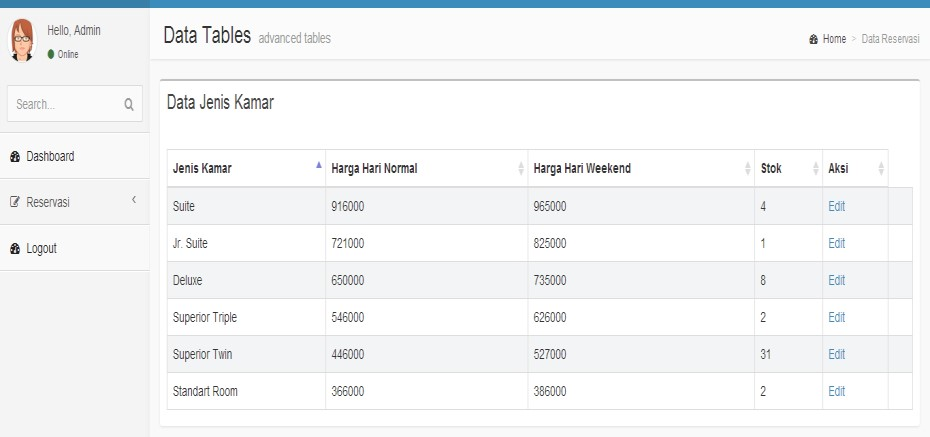 Hello, Admin
Online
Search...
Dashboard
Reservasi
Logout
Data Tables advanced tables
Home > Data Reservasi
Data Jenis Kamar
Jenis Kamar Harga Hari Normal Harga Hari Weekend Stok Aksi
Suite 916000 965000 4 Edit
Jr. Suite 721000 825000 1 Edit
Deluxe 650000 735000 8 Edit
Superior Triple 546000 626000 2 Edit
Superior Twin 446000 527000 31 Edit
Standart Room 366000 386000 2 Edit